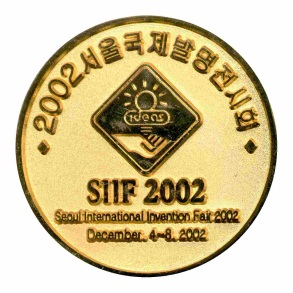 2002서울국제발명전시회
ideas
SIIF 2002
Seoul International Invention Fair 2002
December, 4-8, 2002